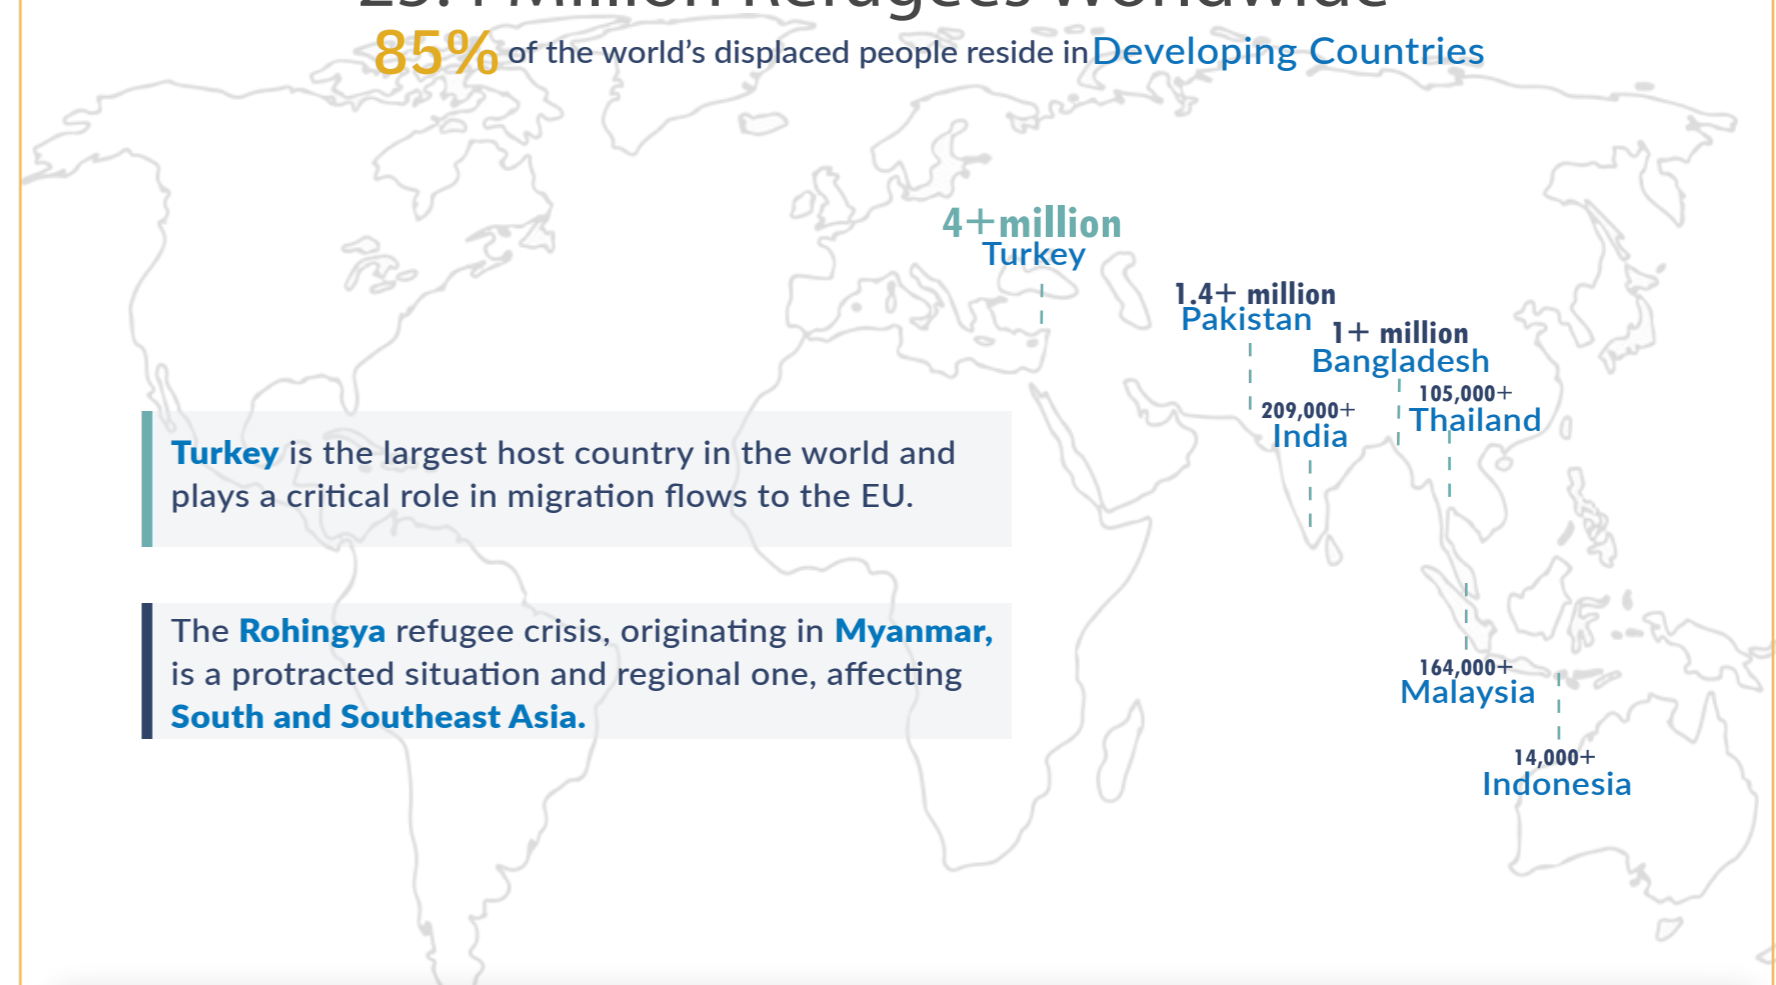 Million Refugees Worldwide
85% of the world's displaced people reside in Developing Countries
4+million
Turkey
1.4+ million
Pakistan
1+ million
Bangladesh
105,000+
Thailand
209,000+
India
Turkey is the largest host country in the world and
plays a critical role in migration flows to the EU.
The Rohingya refugee crisis, originating in Myanmar,
is a protracted situation and regional one, affecting
South and Southeast Asia.
164,000+
Malaysia
14,000+
Indonesia